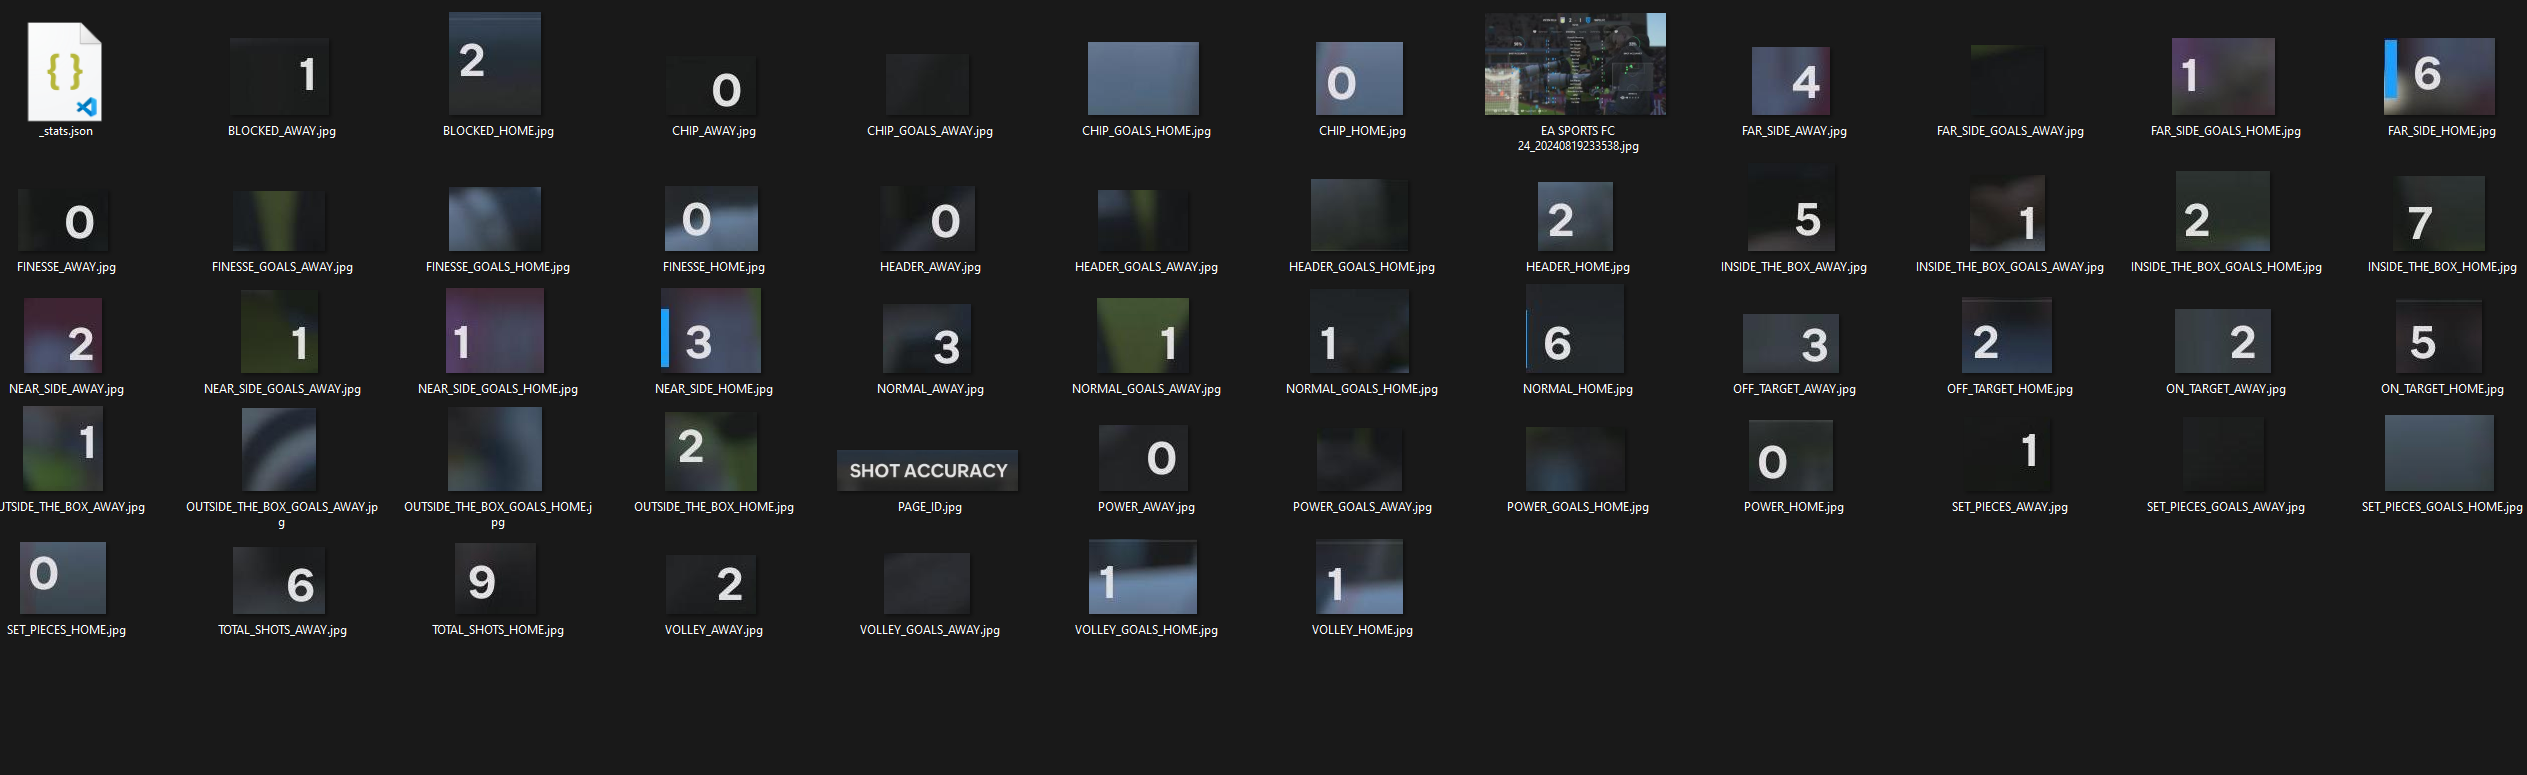 { }
1
2
0
0
4
1
6
_stats.json
BLOCKED_AWAY.jpg
BLOCKED_HOME.jpg
CHIP_AWAY.jpg
CHIP_GOALS_AWAY.jpg
CHIP_GOALS_HOME.jpg
CHIP_HOME.jpg
EA SPORTS FC
24_20240819233538.jpg
FAR_SIDE_AWAY.jpg
FAR_SIDE_GOALS_AWAY.jpg
FAR_SIDE_GOALS_HOME.jpg
FAR_SIDE_HOME.jpg
0
0
0
2
5
1
2
7
FINESSE_AWAY.jpg
FINESSE_GOALS_AWAY.jpg
FINESSE_GOALS_HOME.jpg
FINESSE_HOME.jpg
HEADER_AWAY.jpg
HEADER_GOALS_AWAY.jpg
HEADER_GOALS_HOME.jpg
HEADER_HOME.jpg
INSIDE_THE_BOX_AWAY.jpg
INSIDE_THE_BOX_GOALS_AWAY.jpg
INSIDE_THE_BOX_GOALS_HOME.jpg
INSIDE_THE_BOX_HOME.jpg
2
1
1
3
3
1
1
6
3
2
2
5
NEAR_SIDE_AWAY.jpg
NEAR_SIDE_GOALS_AWAY.jpg
NEAR_SIDE_GOALS_HOME.jpg
NEAR_SIDE_HOME.jpg
NORMAL_AWAY.jpg
NORMAL_GOALS_AWAY.jpg
NORMAL_GOALS_HOME.jpg
NORMAL_HOME.jpg
OFF_TARGET_AWAY.jpg
OFF_TARGET_HOME.jpg
ON_TARGET_AWAY.jpg
ON_TARGET_HOME.jpg
1
2
SHOT ACCURACY
0
0
1
UTSIDE_THE_BOX_AWAY.jpg
OUTSIDE_THE_BOX_GOALS_AWAY.jp
g
OUTSIDE_THE_BOX_GOALS_HOME.j
pg
OUTSIDE_THE_BOX_HOME.jpg
PAGE_ID.jpg
POWER_AWAY.jpg
POWER_GOALS_AWAY.jpg
POWER_GOALS_HOME.jpg
POWER_HOME.jpg
SET_PIECES_AWAY.jpg
SET_PIECES_GOALS_AWAY.jpg
SET_PIECES_GOALS_HOME.jpg
0
6
9
2
1
1
SET_PIECES_HOME.jpg
TOTAL_SHOTS_AWAY.jpg
TOTAL_SHOTS_HOME.jpg
VOLLEY_AWAY.jpg
VOLLEY_GOALS_AWAY.jpg
VOLLEY_GOALS_HOME.jpg
VOLLEY_HOME.jpg